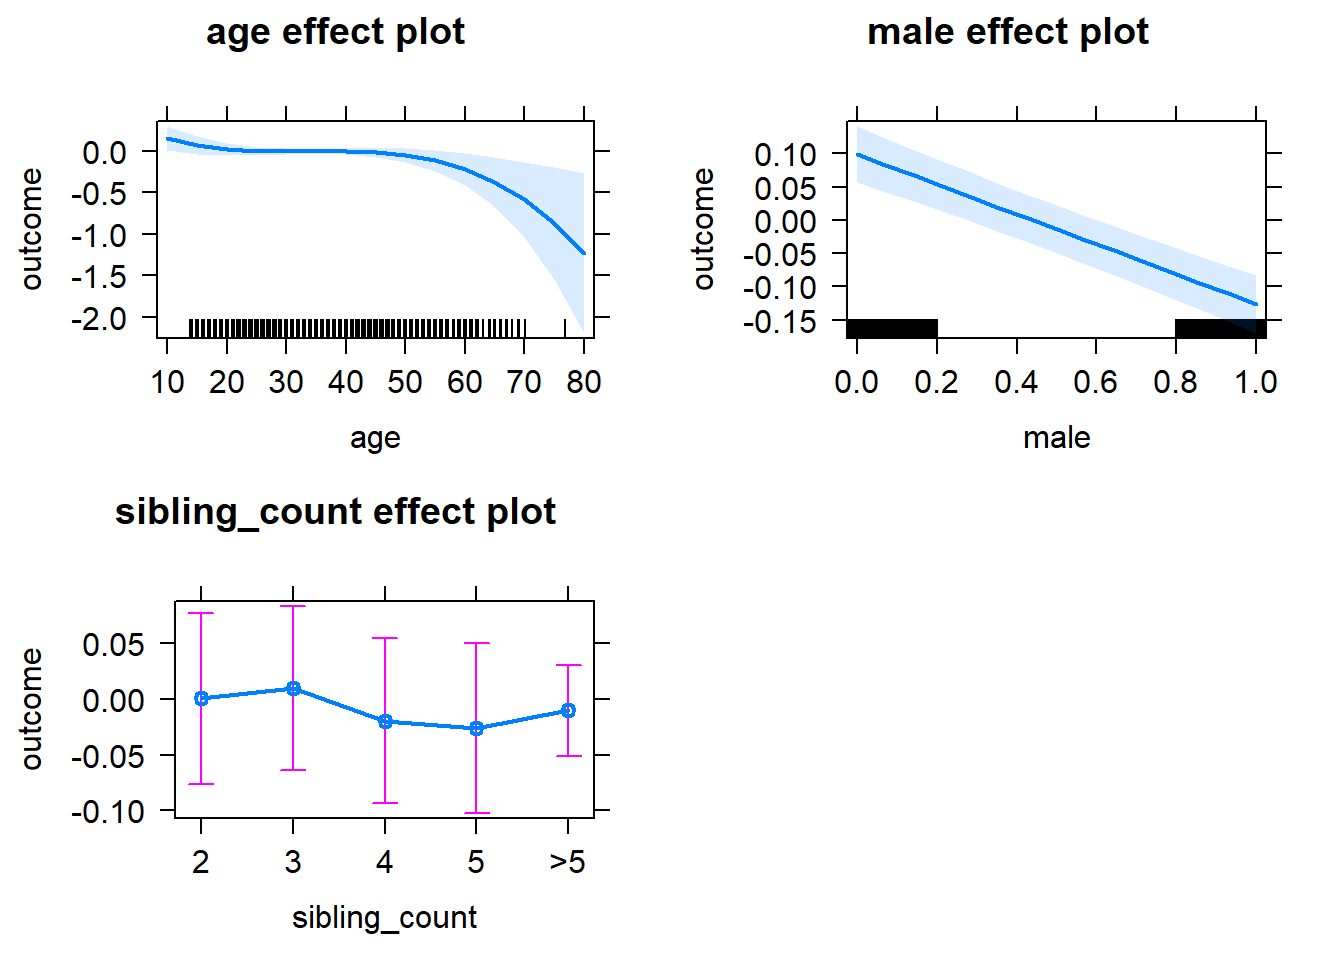 age effect plot
outcome
0.0
-0.5
-1.0
-1.5
-2.0
10 20 30 40 50 60 70 80
age
male effect plot
outcome
0.10
0.05
0.00
-0.05
-0.10
-0.15
0.0 0.2 0.4 0.6 0.8 1.0
male
sibling_count effect plot
outcome
0.05
0.00
-0.05
-0.10
2 3 4 5 >5
sibling_count